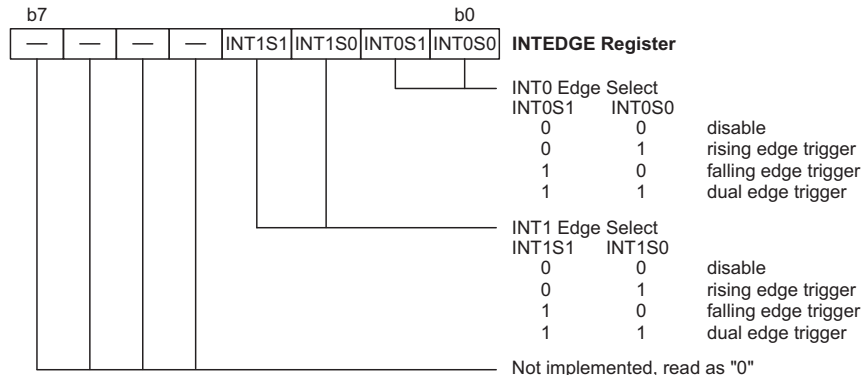 b7 b0
— — — — INT1S1 INT1S0 INT0S1 INT0S0 INTEDGE Register
INT0 Edge Select
INT0S1 INT0S0
0 0 disable
0 1 rising edge trigger
1 0 falling edge trigger
1 1 dual edge trigger
INT1 Edge Select
INT1S1 INT1S0
0 0 disable
0 1 rising edge trigger
1 0 falling edge trigger
1 1 dual edge trigger
Not implemented, read as "0"